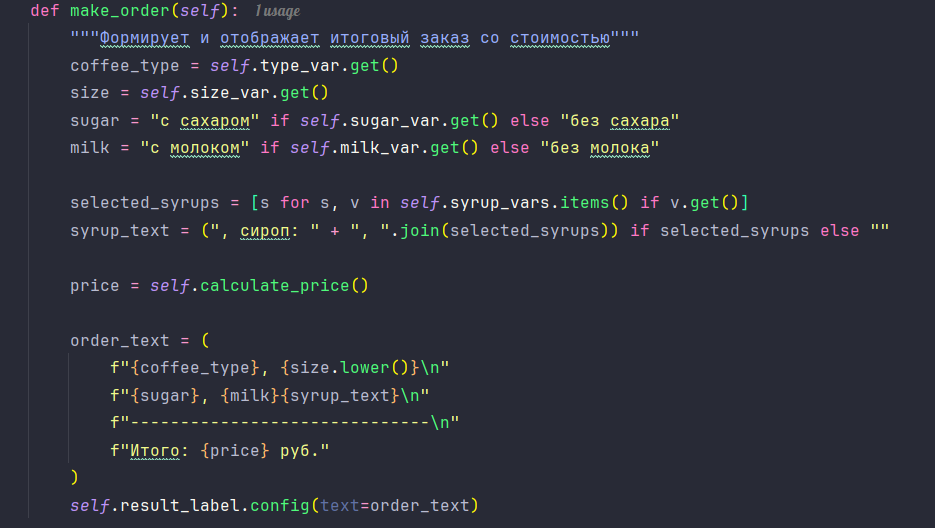 def make_order(self):  1 usage
    """Формирует и отображает итоговый заказ со стоимостью"""
    coffee_type = self.type_var.get()
    size = self.size_var.get()
    sugar = "с сахаром" if self.sugar_var.get() else "без сахара"
    milk = "с молоком" if self.milk_var.get() else "без молока"

    selected_syrups = [s for s, v in self.syrup_vars.items() if v.get()]
    syrup_text = (", сироп: " + ", ".join(selected_syrups)) if selected_syrups else ""

    price = self.calculate_price()

    order_text = (
        f"{coffee_type}, {size.lower()}\n"
        f"{sugar}, {milk}{syrup_text}\n"
        f"------------------------------\n"
        f"Итого: {price} руб."
    )
    self.result_label.config(text=order_text)